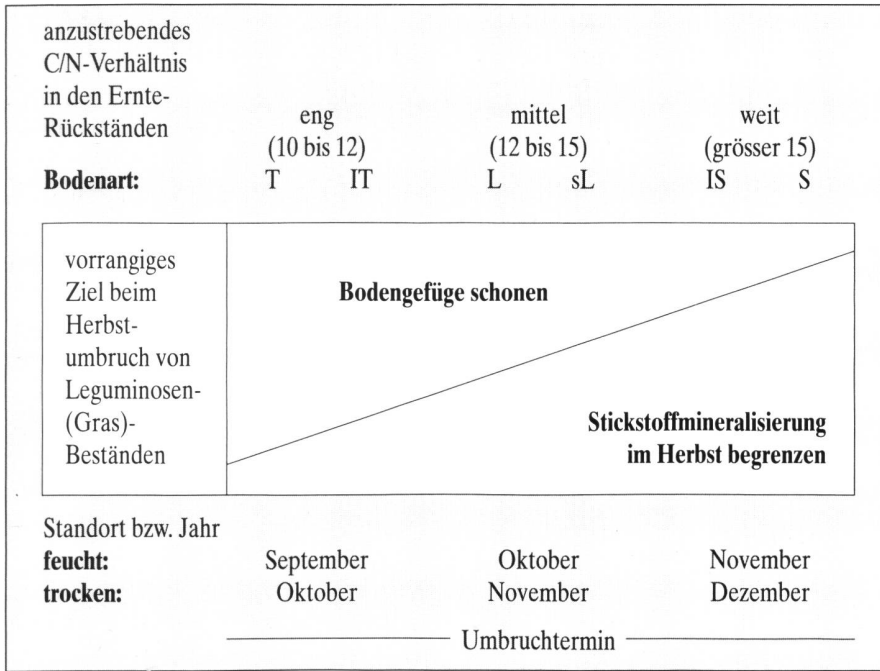 anzustrebendes
C/N-Verhältnis
in den Ernte-
Rückständen
eng mittel weit
(10 bis 12) (12 bis 15) (grösser 15)
Bodenart: T lT L sL lS S
vorrangiges
Ziel beim
Herbst-
umbruch von
Leguminosen-
(Gras)-
Beständen
Bodengefüge schonen
Stickstoffmineralisierung
im Herbst begrenzen
Standort bzw. Jahr
feucht: September Oktober November
trocken: Oktober November Dezember
Umbruchtermin